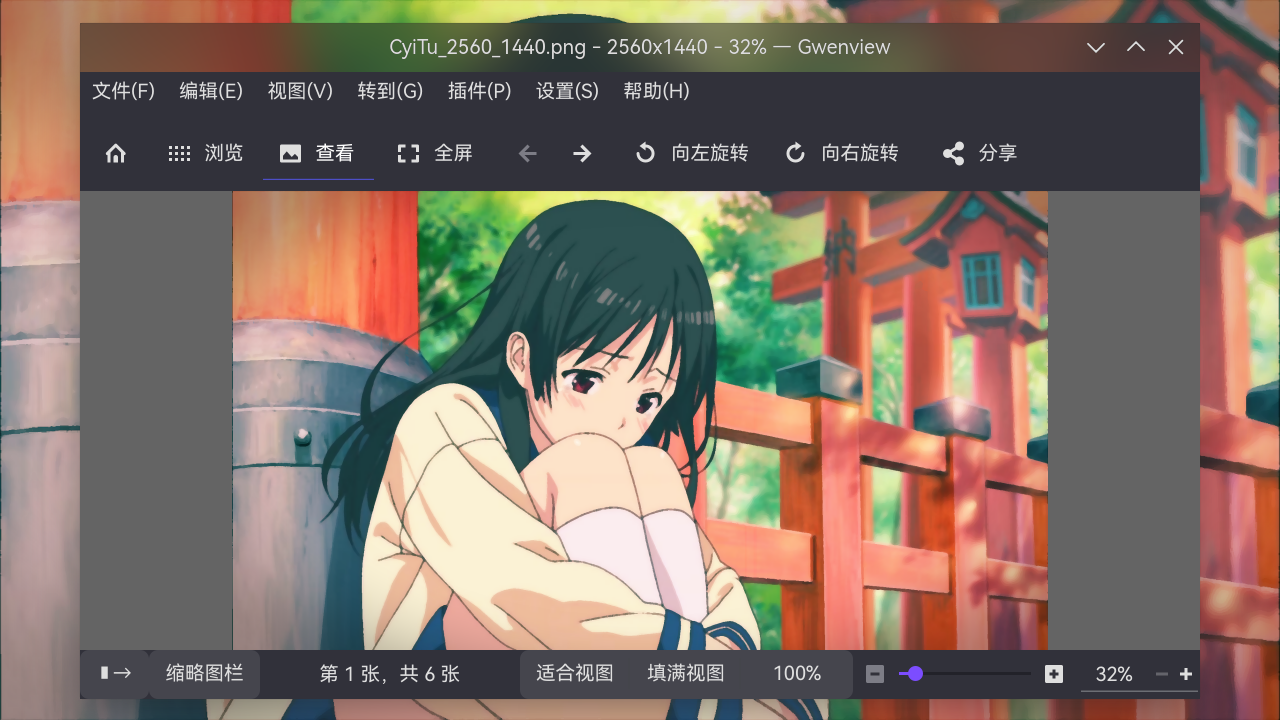 CyiTu_2560_1440.png - 2560x1440 - 32% — Gwenview
文件(F) 编辑(E) 视图(V) 转到(G) 插件(P) 设置(S) 帮助(H)
浏览 查看 全屏 向左旋转 向右旋转 分享
缩略图栏 第 1 张，共 6 张 适合视图 填满视图 100% 32%